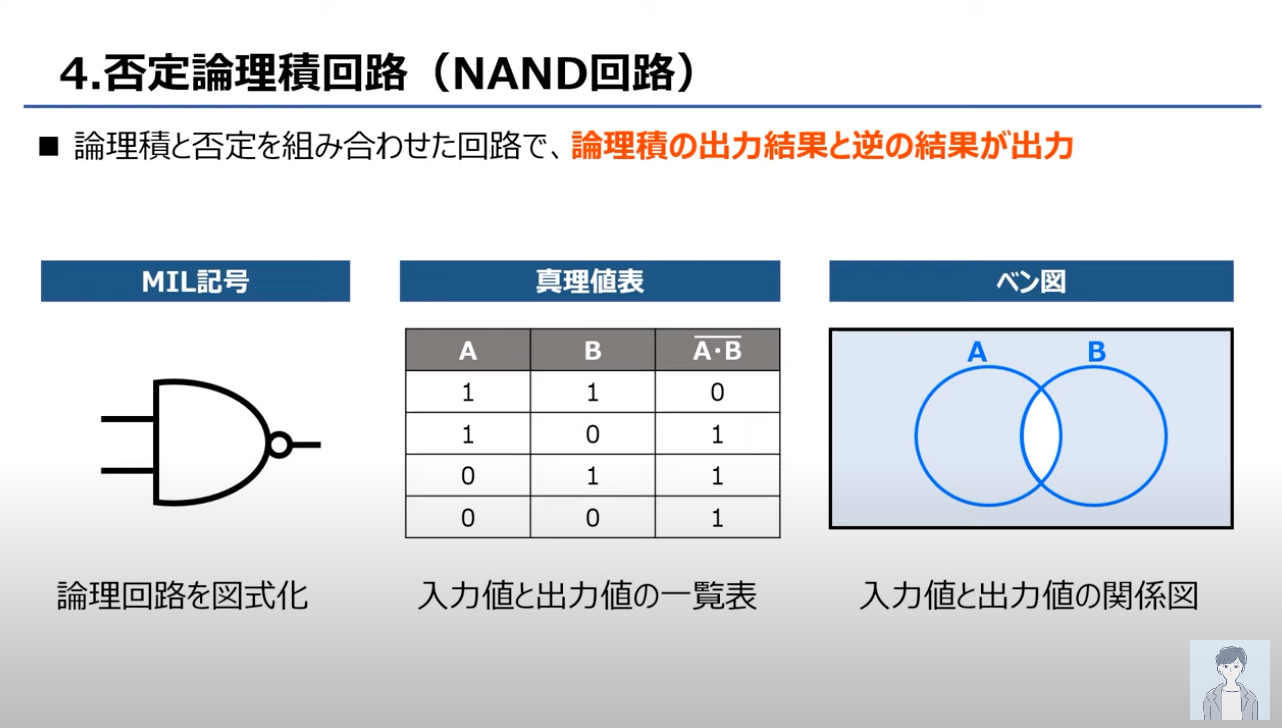 4.否定論理積回路（NAND回路）
■ 論理積と否定を組み合わせた回路で、論理積の出力結果と逆の結果が出力
MIL記号
論理回路を図式化
真理値表
A B A・B
1 1 0
1 0 1
0 1 1
0 0 1
入力値と出力値の一覧表
ベン図
A B
入力値と出力値の関係図